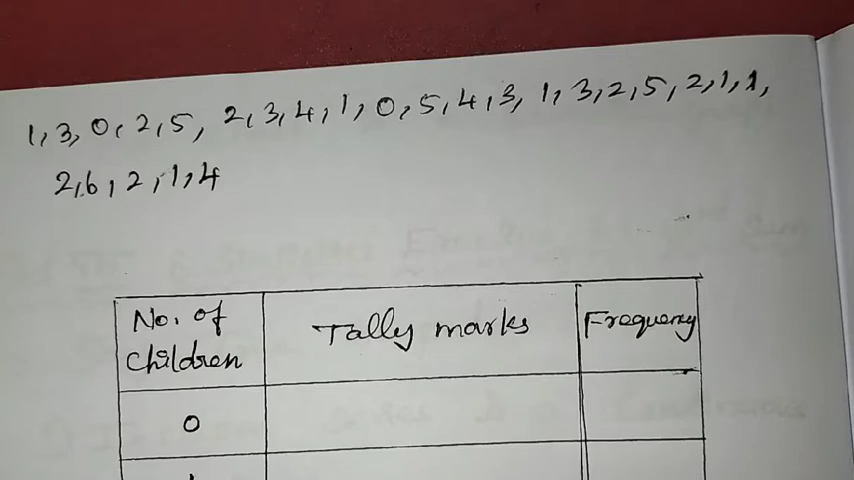 1, 3, 0, 2, 5, 2, 3, 4, 1, 0, 5, 4, 3, 1, 3, 2, 5, 2, 1, 1,
2, 6, 2, 1, 4
No. of
Children
Tally marks
Frequency
0